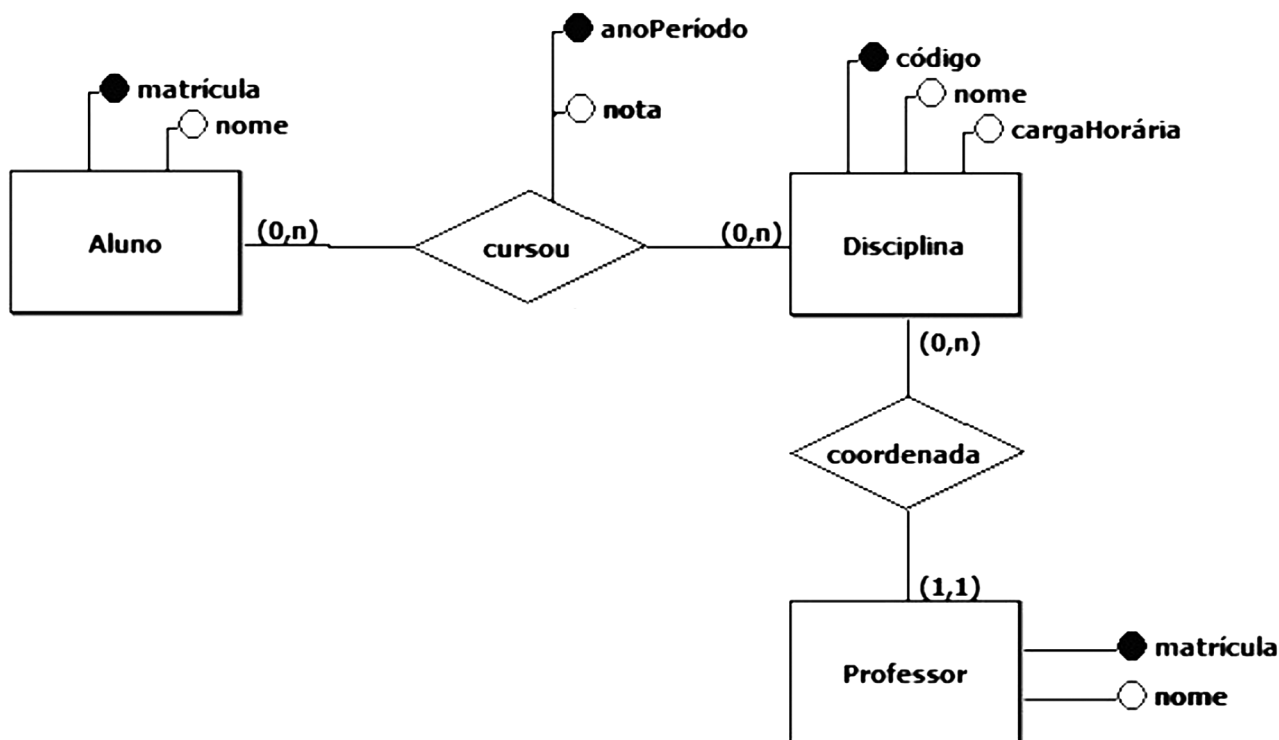 anoPeríodo
nota
matrícula
nome
código
nome
cargaHorária
Aluno
(0,n)
cursou
(0,n)
Disciplina
(0,n)
coordenada
(1,1)
Professor
matrícula
nome